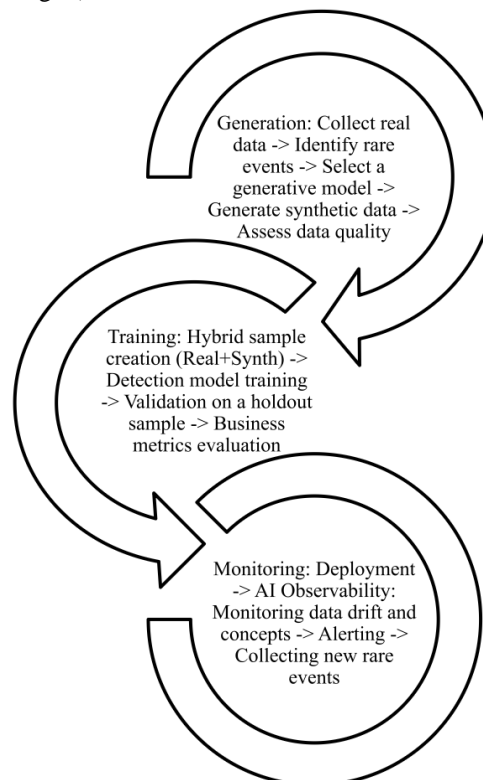 Generation: Collect real
data -> Identify rare
events -> Select a
generative model ->
Generate synthetic data ->
Assess data quality
Training: Hybrid sample
creation (Real+Synth) ->
Detection model training
-> Validation on a holdout
sample -> Business
metrics evaluation
Monitoring: Deployment
-> AI Observability:
Monitoring data drift and
concepts -> Alerting ->
Collecting new rare
events